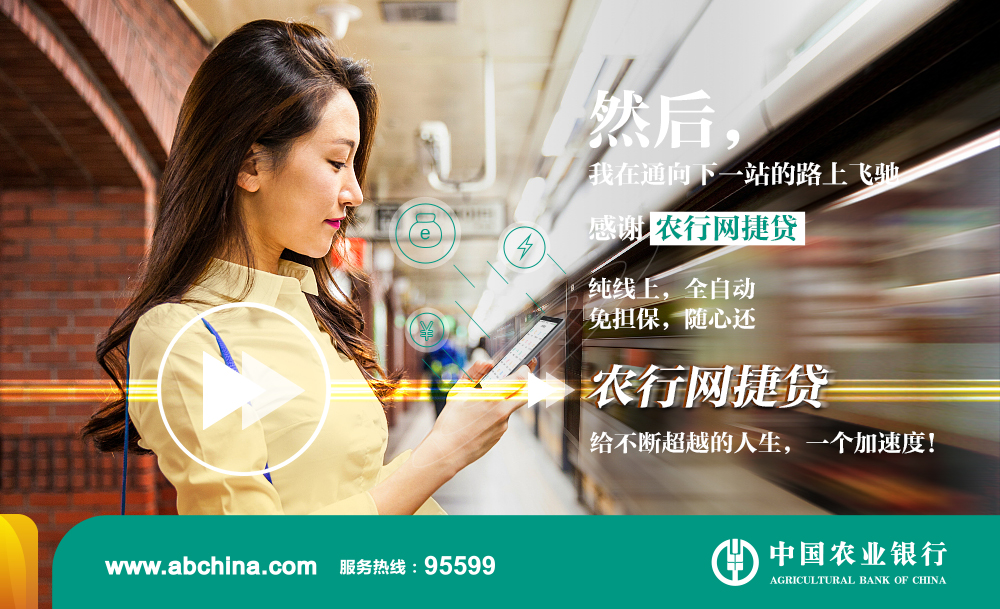 然后，
我在通向下一站的路上飞驰
感谢 农行网捷贷
纯线上，全自动
免担保，随心还
农行网捷贷
给不断超越的人生，一个加速度！
e
¥
www.abchina.com 服务热线：95599
中国农业银行
AGRICULTURAL BANK OF CHINA